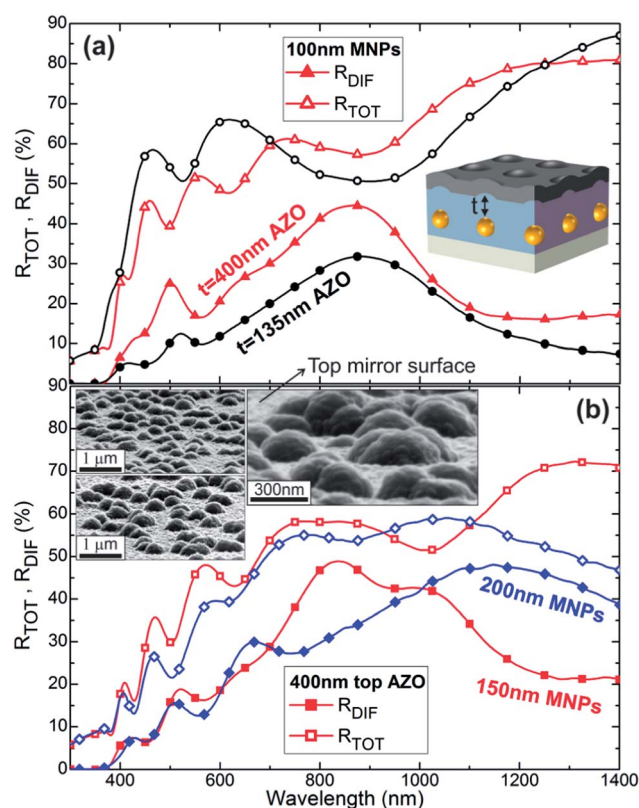 (a)
100nm MNPs
R_DIF
R_TOT
R_TOT, R_DIF (%)
90
80
70
60
50
40
30
20
10
t
t=400nm AZO
t=135nm AZO
Top mirror surface
(b)
1 μm
1 μm
300nm
R_TOT, R_DIF (%)
80
70
60
50
40
30
20
10
0
200nm MNPs
150nm MNPs
400nm top AZO
R_DIF
R_TOT
400 600 800 1000 1200 1400
Wavelength (nm)